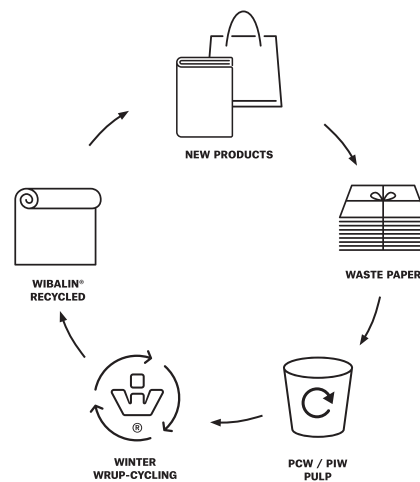 NEW PRODUCTS
WASTE PAPER
WIBALIN®
RECYCLED
®
WINTER
WRUP-CYCLING
PCW / PIW
PULP